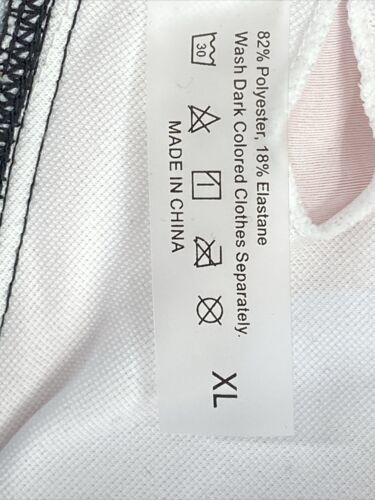 82% Polyester, 18% Elastane
Wash Dark Colored Clothes Separately.
30
MADE IN CHINA
XL